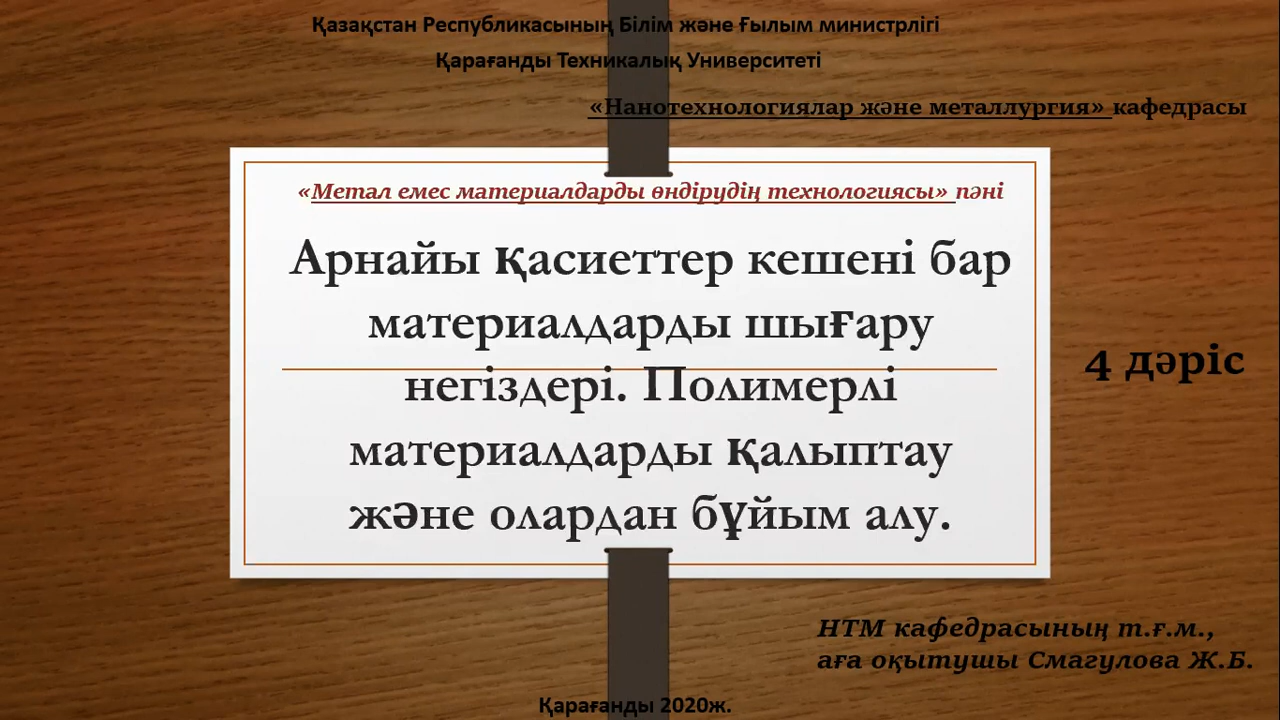 Қазақстан Республикасының Білім және Ғылым министрлігі
Қарағанды Техникалық Университеті
«Нанотехнологиялар және металлургия» кафедрасы
«Метал емес материалдарды өндірудің технологиясы» пәні
Арнайы қасиеттер кешені бар
материалдарды шығару
негіздері. Полимерлі
материалдарды қалыптау
және олардан бұйым алу.
4 дәріс
НТМ кафедрасының т.ғ.м.,
аға оқытушы Смагулова Ж.Б.
Қарағанды 2020ж.